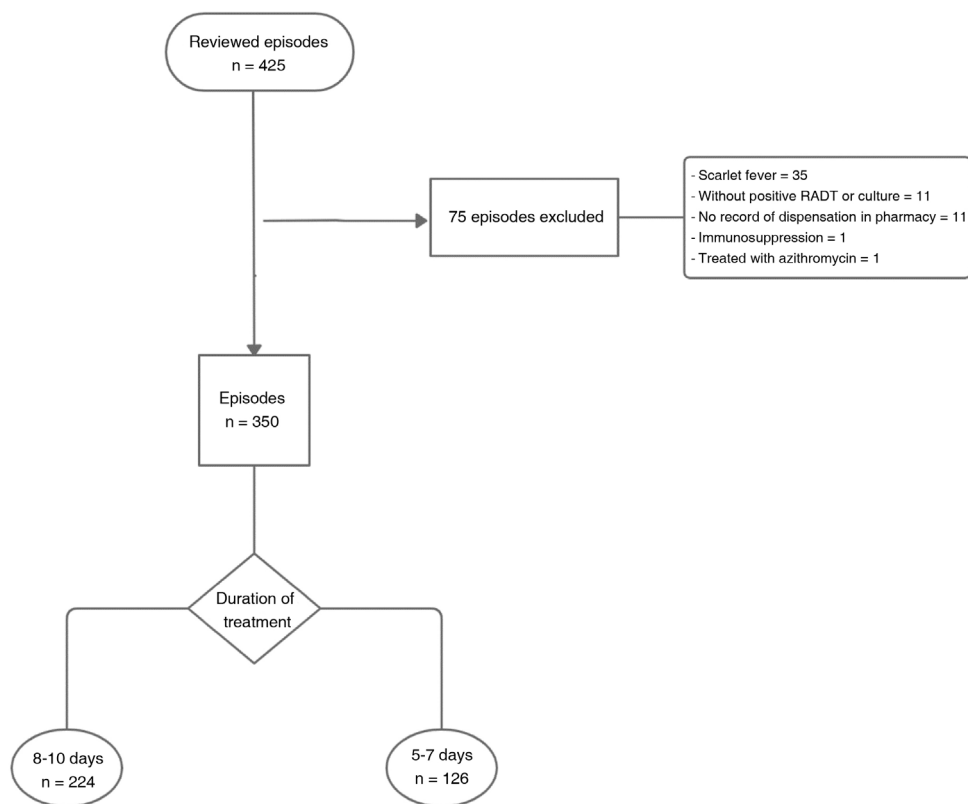 Reviewed episodes
n = 425
75 episodes excluded
- Scarlet fever = 35
- Without positive RADT or culture = 11
- No record of dispensation in pharmacy = 11
- Immunosuppression = 1
- Treated with azithromycin = 1
Episodes
n = 350
Duration of
treatment
8-10 days
n = 224
5-7 days
n = 126